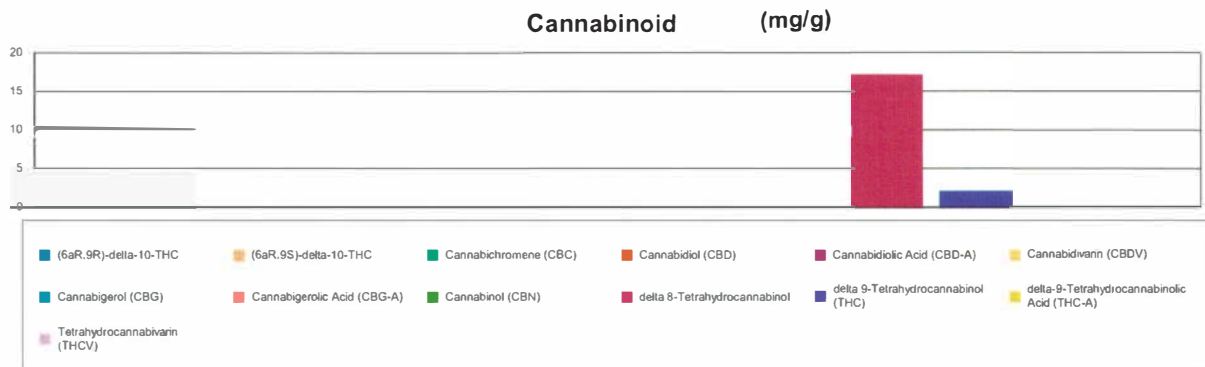 Cannabinoid (mg/g)
20
15
10
5
0
(6aR.9R)-delta-10-THC
(6aR.9S)-delta-10-THC
Cannabichromene (CBC)
Cannabidiol (CBD)
Cannabidiolic Acid (CBD-A)
Cannabidivarin (CBDV)
Cannabigerol (CBG)
Cannabigerolic Acid (CBG-A)
Cannabinol (CBN)
delta 8-Tetrahydrocannabinol
delta 9-Tetrahydrocannabinol
(THC)
delta-9-Tetrahydrocannabinolic
Acid (THC-A)
Tetrahydrocannabivarin
(THCV)